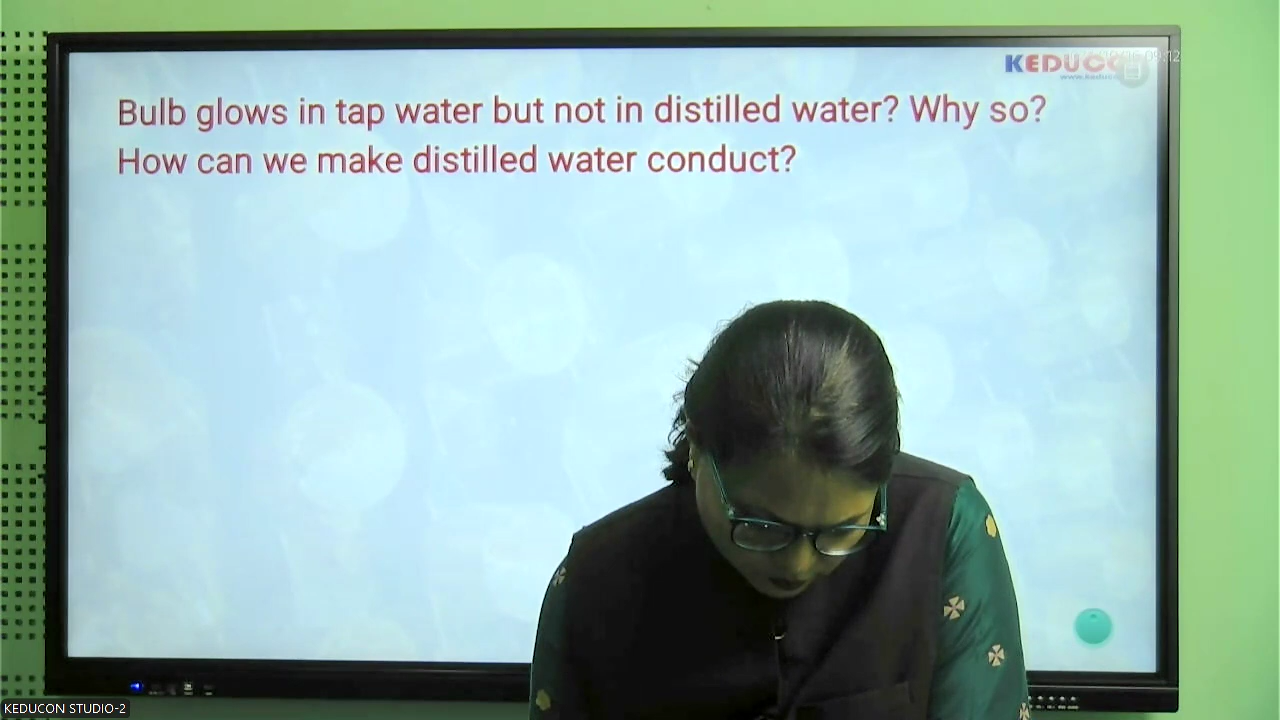 KEDUCO
Bulb glows in tap water but not in distilled water? Why so?
How can we make distilled water conduct?
KEDUCON STUDIO-2